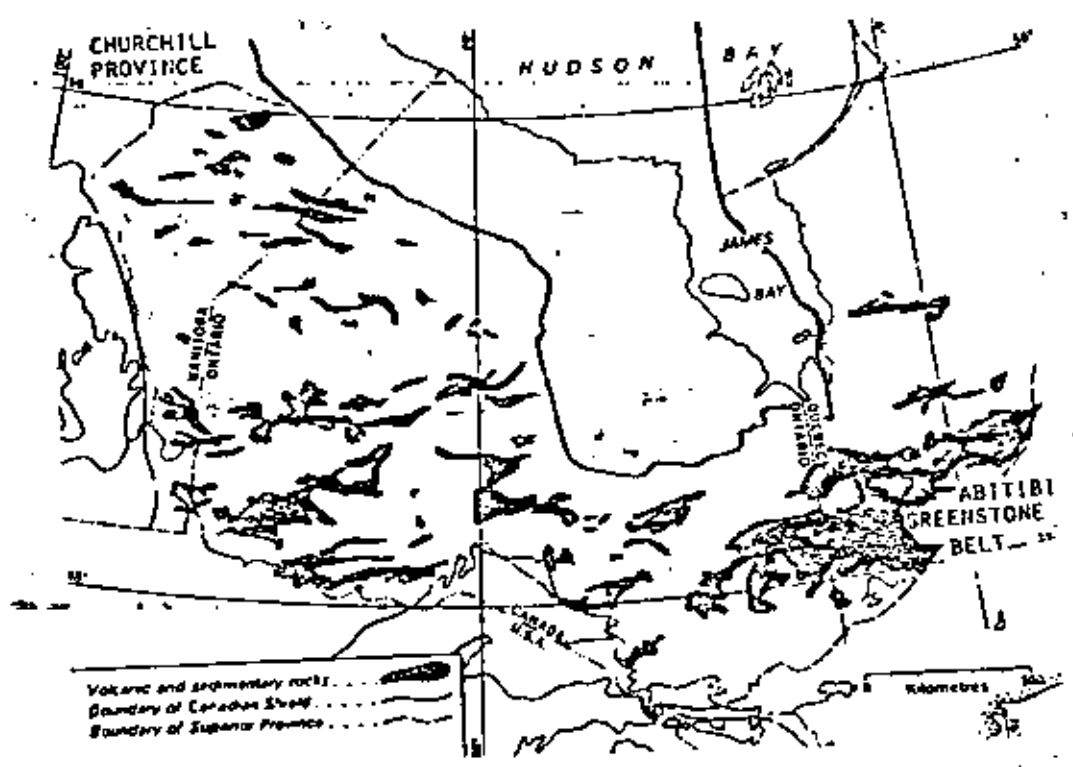 CHURCHILL
PROVINCE
HUDSON BAY
JAMES
BAY
MANITOBA
ONTARIO
ONTARIO
QUEBEC
ABITIBI
GREENSTONE
BELT
CANADA
U.S.A.
Volcanic and sedimentary rocks
Boundary of Canadian Shield
Boundary of Superior Province
Kilometres